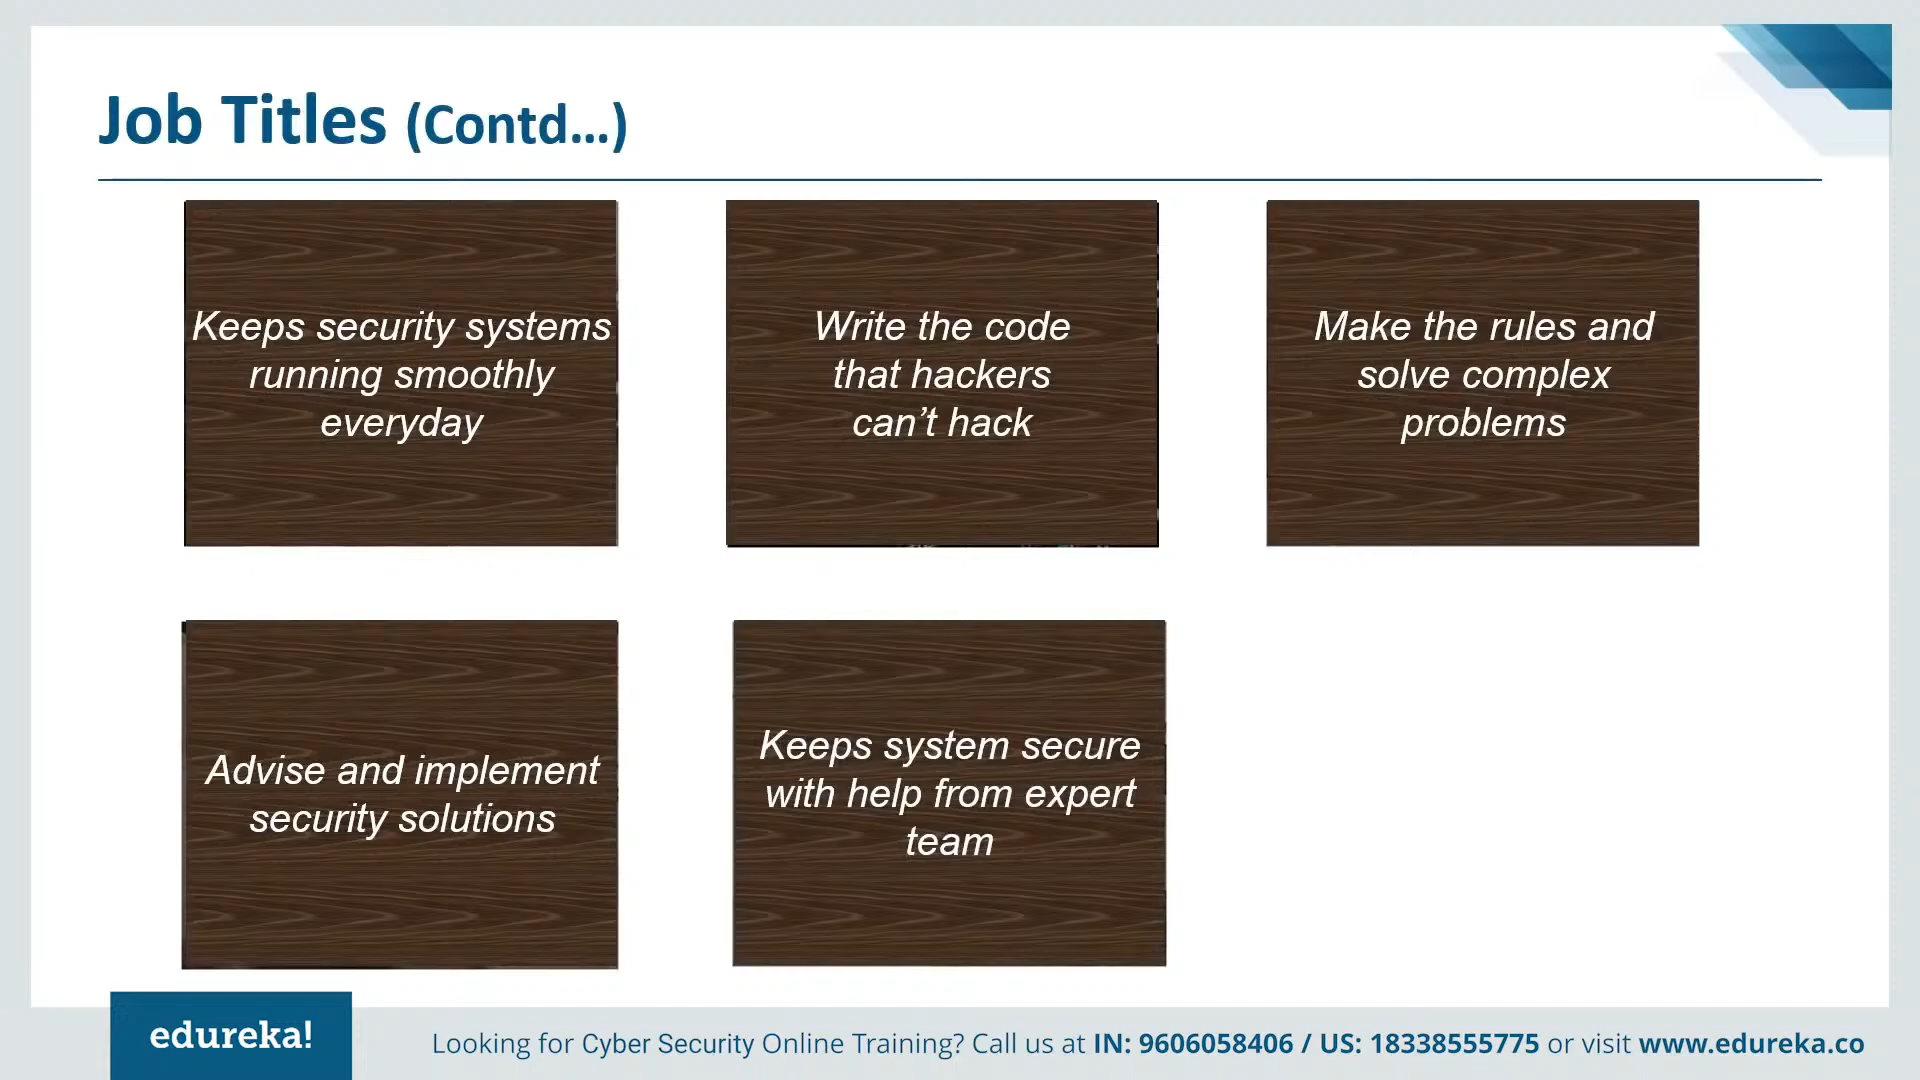 Job Titles (Contd...)
Keeps security systems
running smoothly
everyday
Write the code
that hackers
can't hack
Make the rules and
solve complex
problems
Advise and implement
security solutions
Keeps system secure
with help from expert
team
edureka!
Looking for Cyber Security Online Training? Call us at IN: 9606058406 / US: 18338555775 or visit www.edureka.co